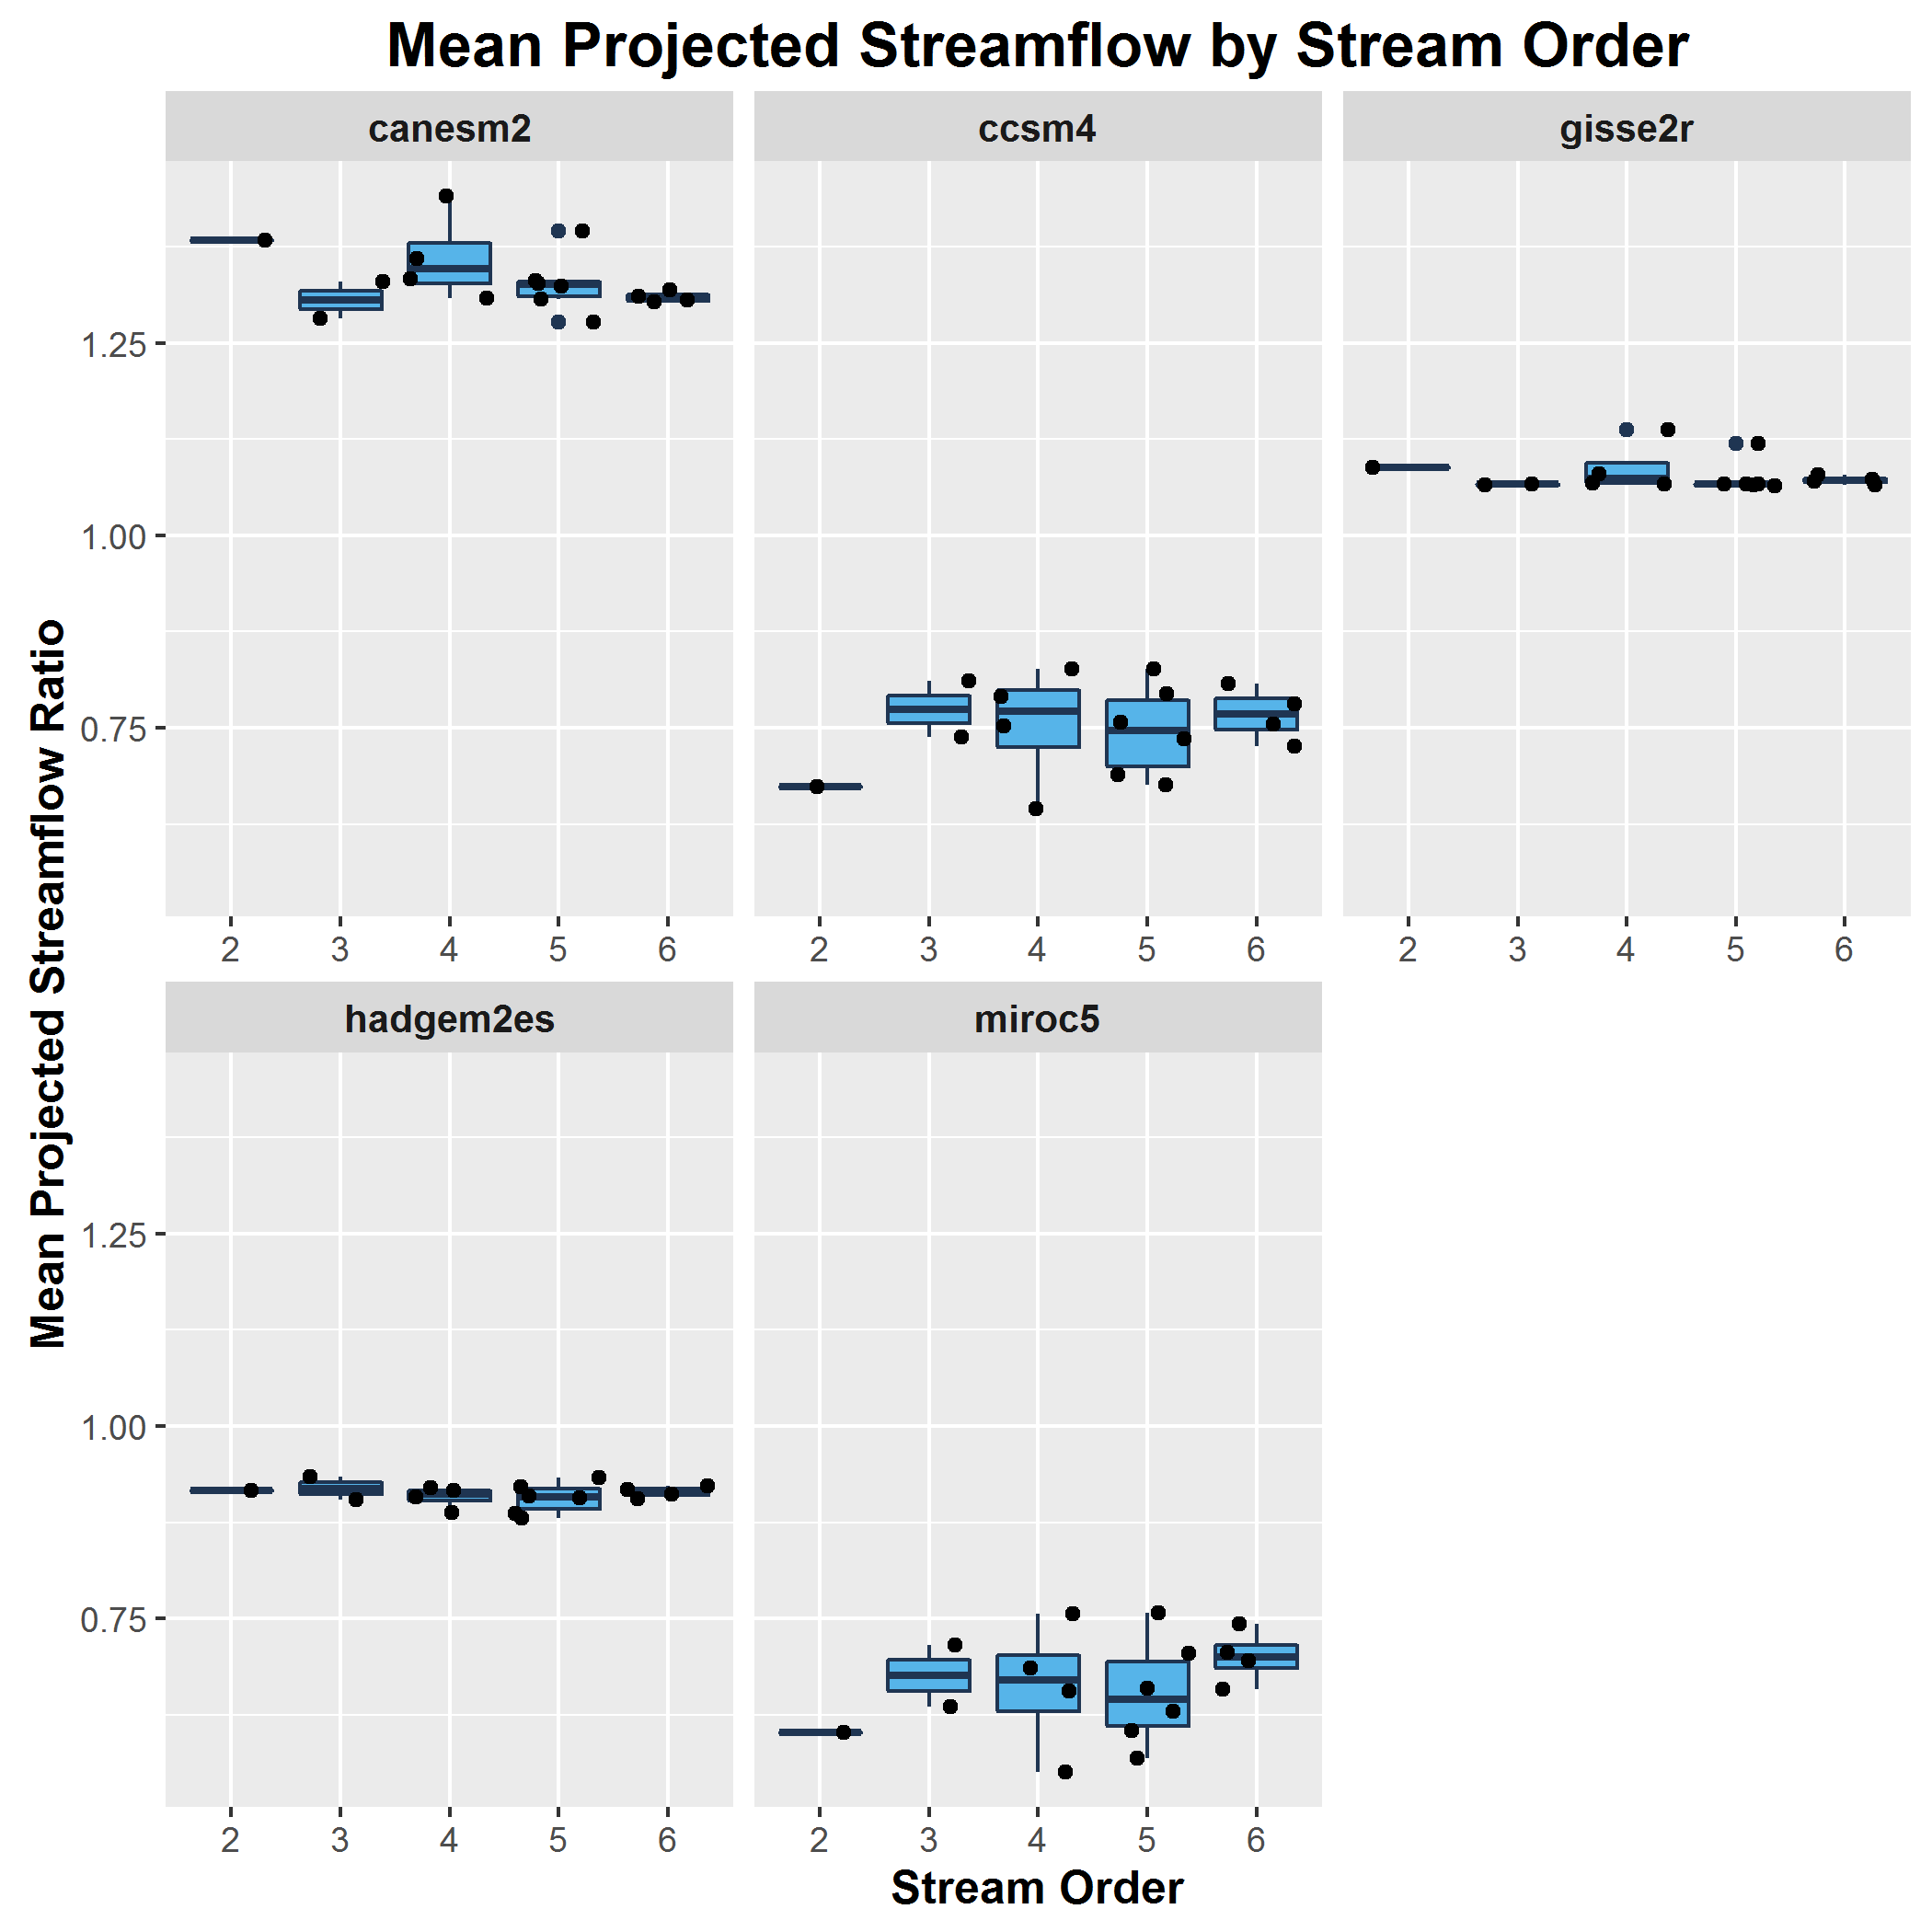 Mean Projected Streamflow by Stream Order
canesm2 ccsm4 gisse2r
1.25
1.00
0.75
2 3 4 5 6 2 3 4 5 6 2 3 4 5 6
Mean Projected Streamflow Ratio
hadgem2es miroc5
1.25
1.00
0.75
2 3 4 5 6 2 3 4 5 6
Stream Order